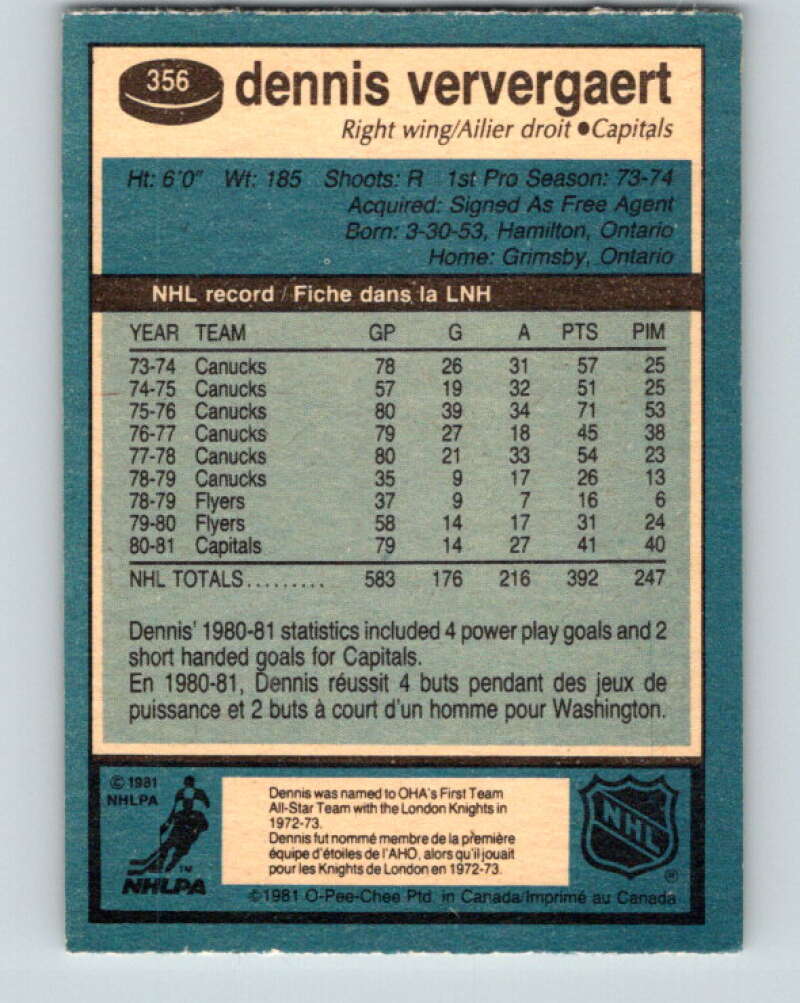 356 dennis ververgaert
Right wing/Ailier droit ●Capitals
Ht: 6'0" Wt: 185 Shoots: R 1st Pro Season: 73-74
Acquired: Signed As Free Agent
Born: 3-30-53, Hamilton, Ontario
Home: Grimsby, Ontario
NHL record / Fiche dans la LNH
YEAR TEAM GP G A PTS PIM
73-74 Canucks 78 26 31 57 25
74-75 Canucks 57 19 32 51 25
75-76 Canucks 80 39 34 71 53
76-77 Canucks 79 27 18 45 38
77-78 Canucks 80 21 33 54 23
78-79 Canucks 35 9 17 26 13
78-79 Flyers 37 9 7 16 6
79-80 Flyers 58 14 17 31 24
80-81 Capitals 79 14 27 41 40
NHL TOTALS......... 583 176 216 392 247
Dennis' 1980-81 statistics included 4 power play goals and 2
short handed goals for Capitals.
En 1980-81, Dennis réussit 4 buts pendant des jeux de
puissance et 2 buts à court d'un homme pour Washington.
© 1981
NHLPA
TM
NHLPA
Dennis was named to OHA's First Team
All-Star Team with the London Knights in
1972-73.
Dennis fut nommé membre de la première
équipe d'étoiles de l'AHO, alors qu'il jouait
pour les Knights de London en 1972-73.
NHL
®
©1981 O-Pee-Chee Ptd. in Canada/Imprimé au Canada